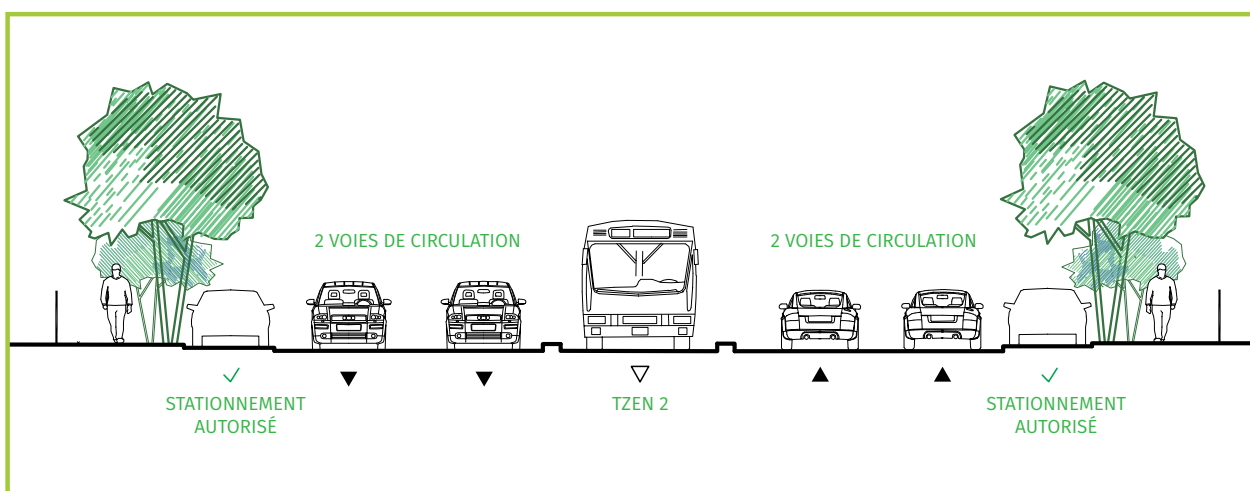 2 VOIES DE CIRCULATION
2 VOIES DE CIRCULATION
STATIONNEMENT
AUTORISÉ
TZEN 2
STATIONNEMENT
AUTORISÉ